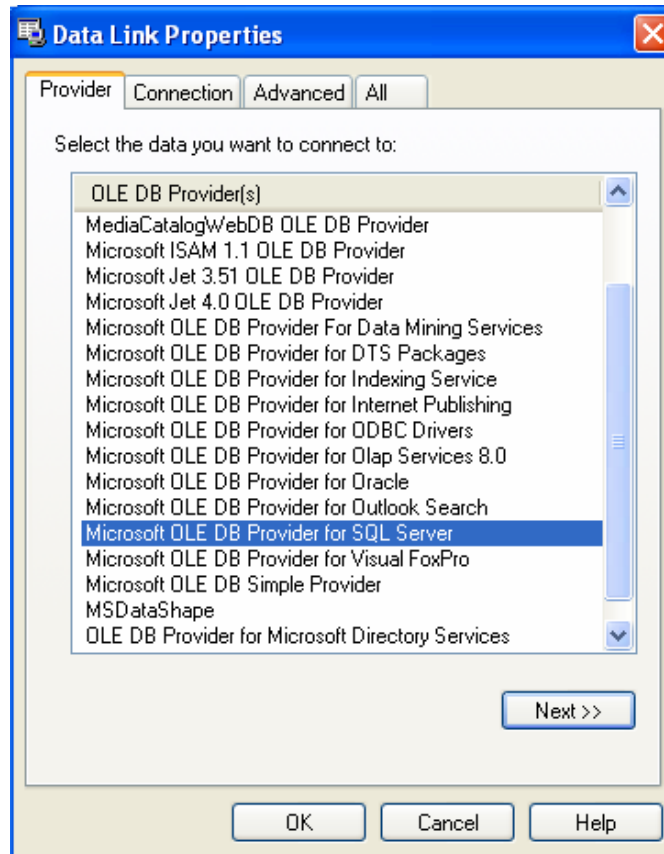 Data Link Properties
Provider Connection Advanced All
Select the data you want to connect to:
OLE DB Provider(s)
MediaCatalogWebDB OLE DB Provider
Microsoft ISAM 1.1 OLE DB Provider
Microsoft Jet 3.51 OLE DB Provider
Microsoft Jet 4.0 OLE DB Provider
Microsoft OLE DB Provider For Data Mining Services
Microsoft OLE DB Provider for DTS Packages
Microsoft OLE DB Provider for Indexing Service
Microsoft OLE DB Provider for Internet Publishing
Microsoft OLE DB Provider for ODBC Drivers
Microsoft OLE DB Provider for Olap Services 8.0
Microsoft OLE DB Provider for Oracle
Microsoft OLE DB Provider for Outlook Search
Microsoft OLE DB Provider for SQL Server
Microsoft OLE DB Provider for Visual FoxPro
Microsoft OLE DB Simple Provider
MSDataShape
OLE DB Provider for Microsoft Directory Services
Next >>
OK Cancel Help